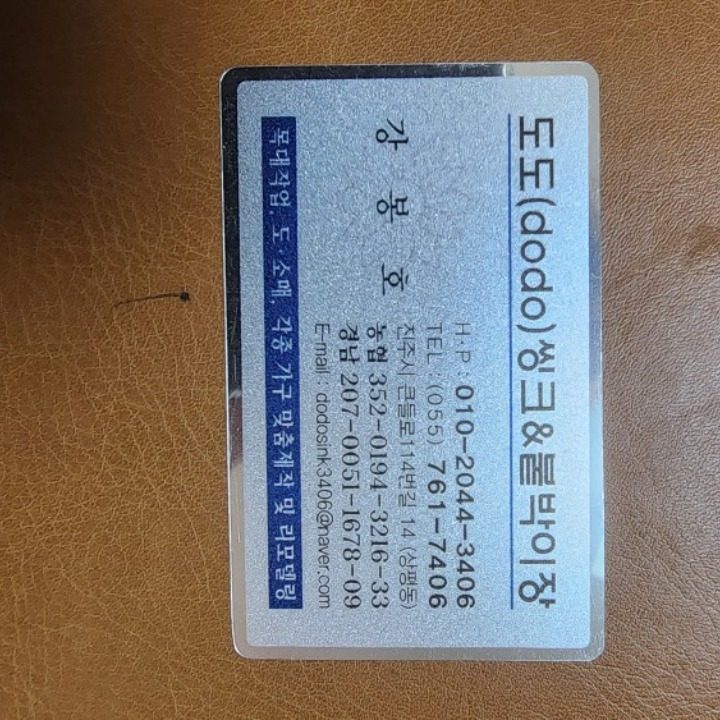 도도(dodo)씽크&붙박이장
강 봉 호
H·P : 010-2044-3406
TEL : (055) 761-7406
진주시 큰들로114번길 14 (상평동)
농협 352-0194-3216-33
경남 207-0051-1678-09
E-mail : dodosink3406@naver.com
목대작업, 도·소매, 각종 가구 맞춤제작 및 리모델링